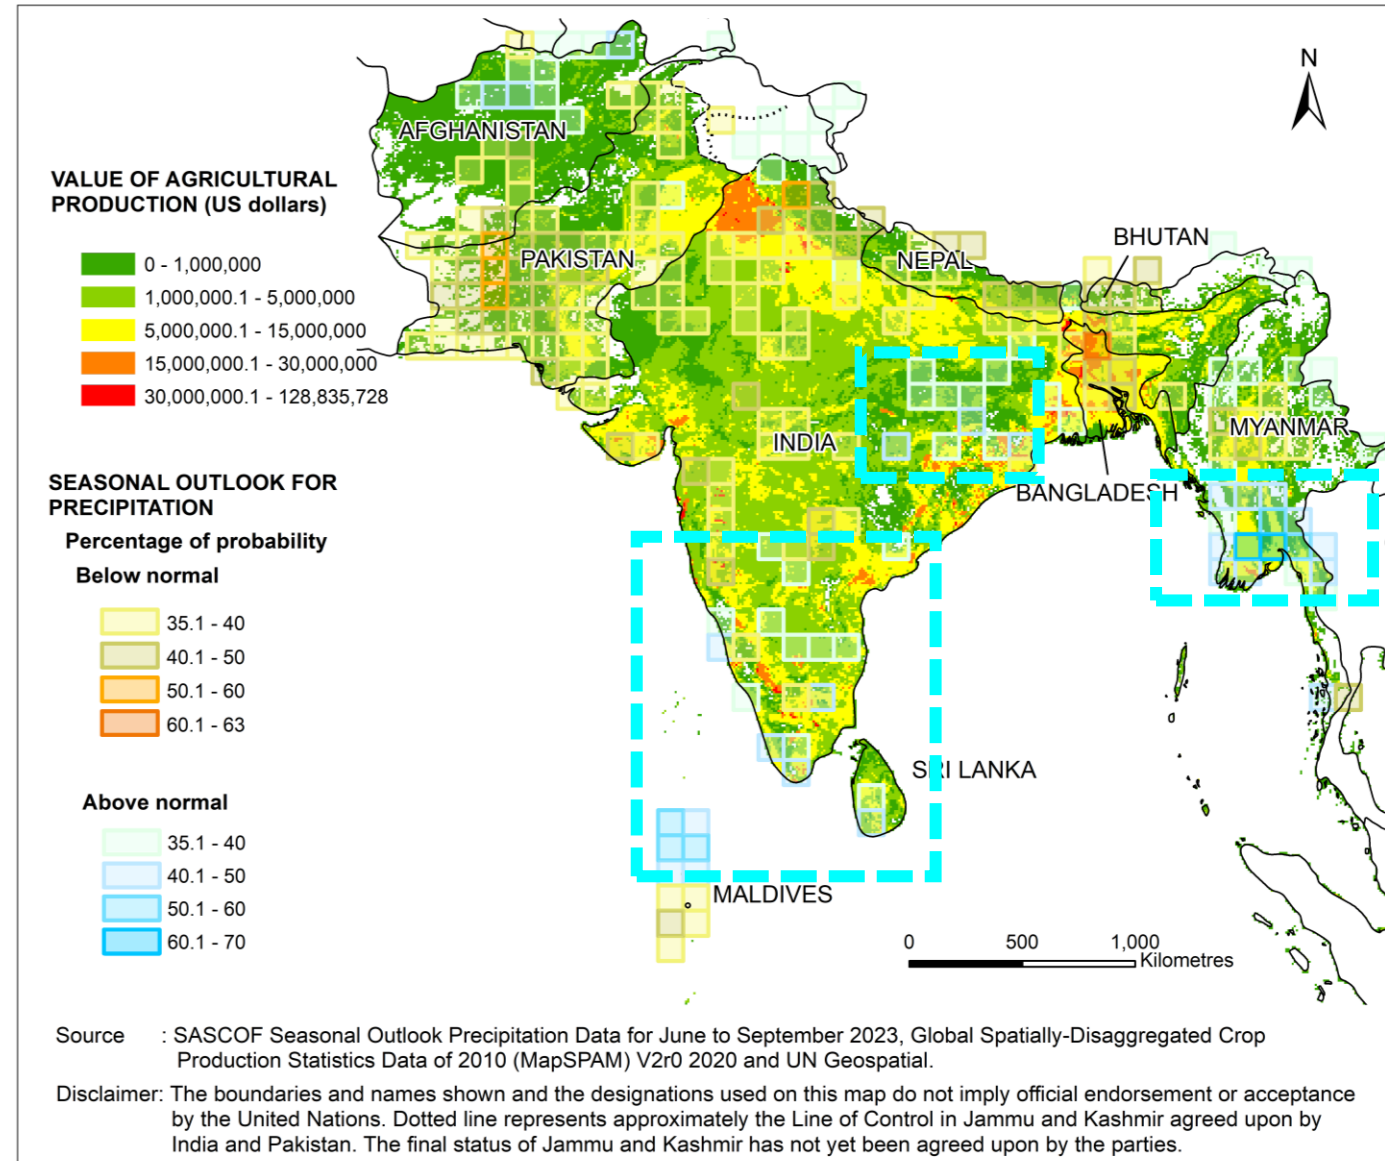 N
AFGHANISTAN
VALUE OF AGRICULTURAL
PRODUCTION (US dollars)
0 - 1,000,000
1,000,000.1 - 5,000,000
5,000,000.1 - 15,000,000
15,000,000.1 - 30,000,000
30,000,000.1 - 128,835,728
PAKISTAN
NEPAL
BHUTAN
INDIA
MYANMAR
BANGLADESH
SEASONAL OUTLOOK FOR
PRECIPITATION
Percentage of probability
Below normal
35.1 - 40
40.1 - 50
50.1 - 60
60.1 - 63
Above normal
35.1 - 40
40.1 - 50
50.1 - 60
60.1 - 70
SRI LANKA
MALDIVES
0 500 1,000
Kilometres
Source : SASCOF Seasonal Outlook Precipitation Data for June to September 2023, Global Spatially-Disaggregated Crop
Production Statistics Data of 2010 (MapSPAM) V2r0 2020 and UN Geospatial.
Disclaimer: The boundaries and names shown and the designations used on this map do not imply official endorsement or acceptance
by the United Nations. Dotted line represents approximately the Line of Control in Jammu and Kashmir agreed upon by
India and Pakistan. The final status of Jammu and Kashmir has not yet been agreed upon by the parties.